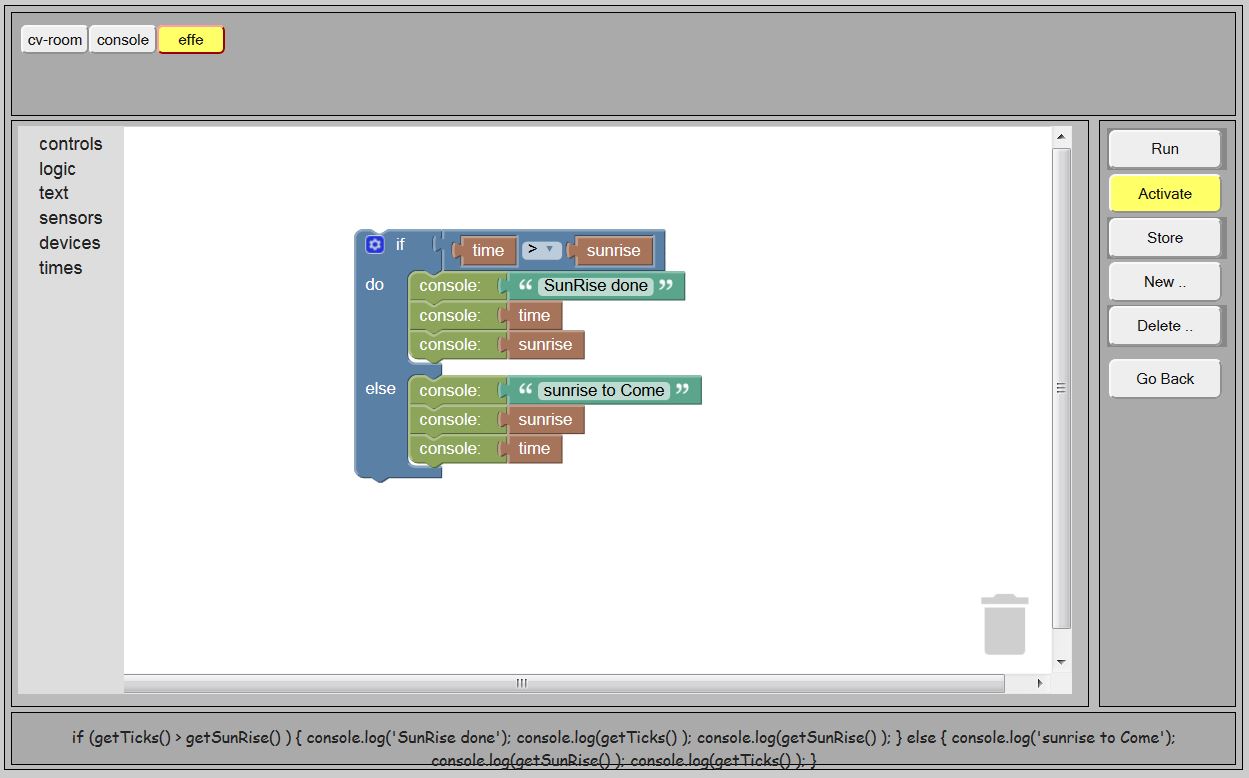 cv-room console effe
controls
logic
text
sensors
devices
times
if time > sunrise
do console: “ SunRise done ”
console: time
console: sunrise
else console: “ sunrise to Come ”
console: sunrise
console: time
Run
Activate
Store
New ..
Delete ..
Go Back
if (getTicks() > getSunRise() ) { console.log('SunRise done'); console.log(getTicks() ); console.log(getSunRise() ); } else { console.log('sunrise to Come');
console.log(getSunRise() ); console.log(getTicks() ); }